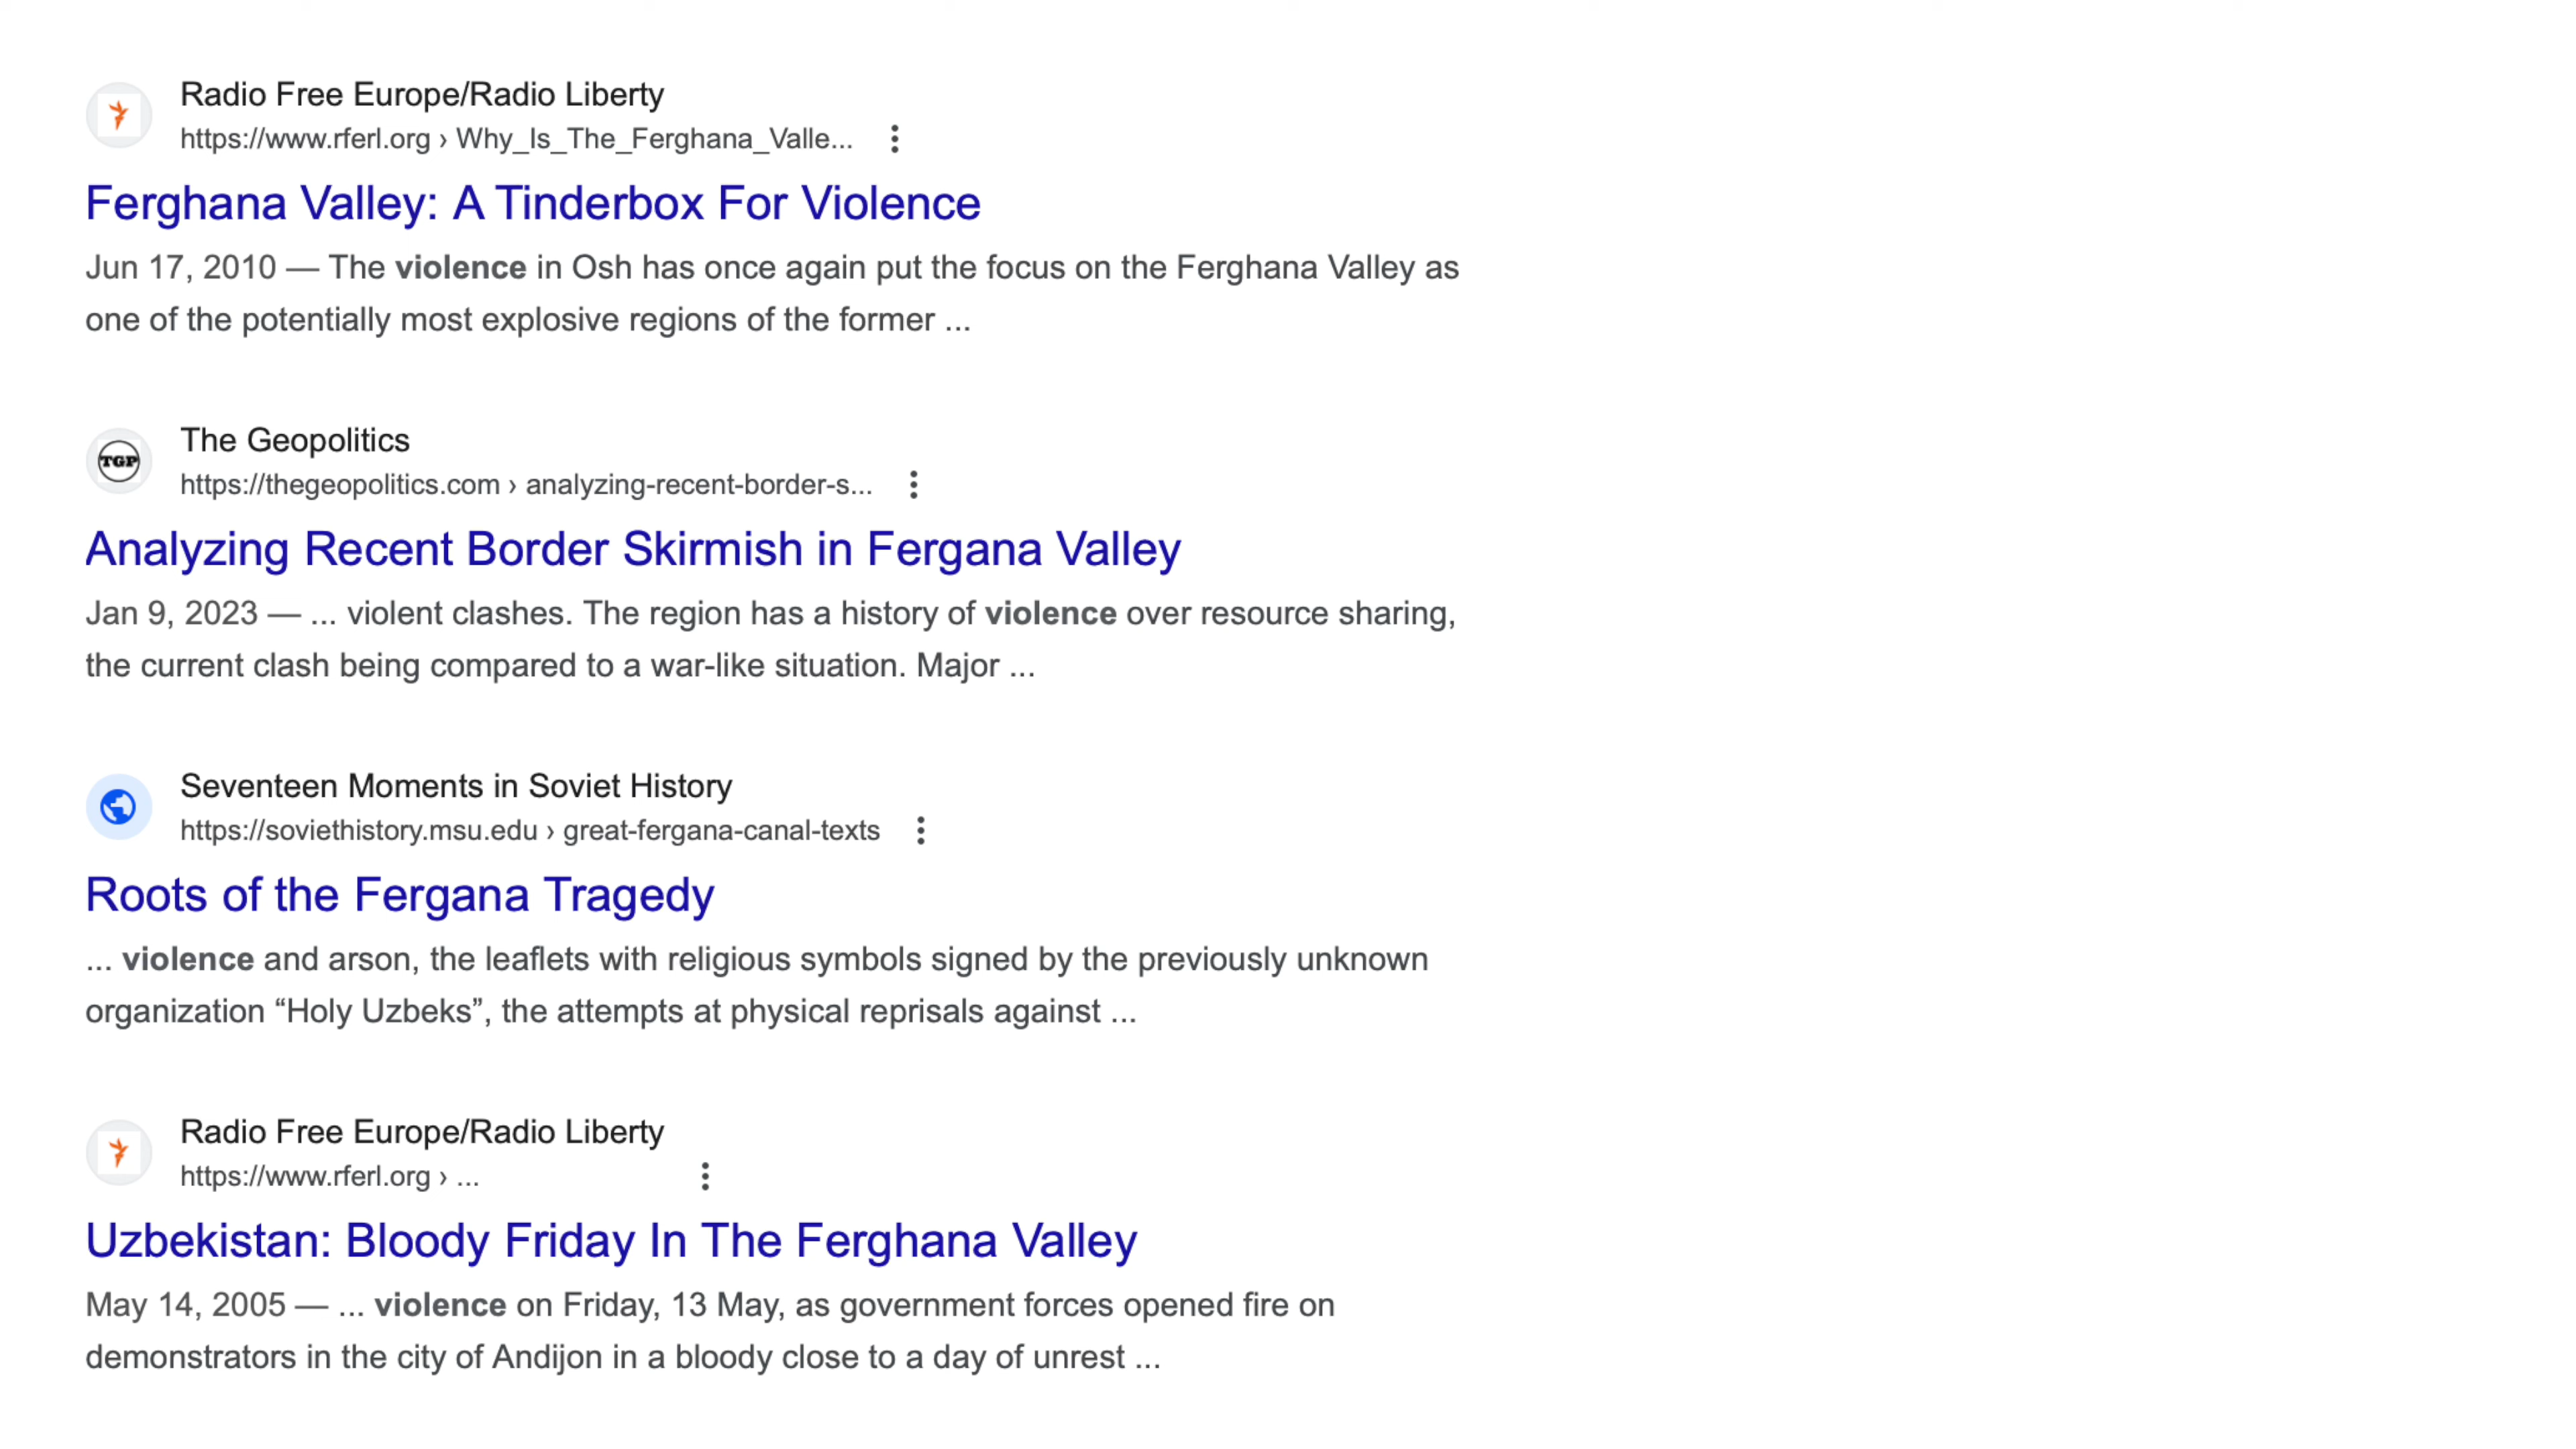 Radio Free Europe/Radio Liberty
https://www.rferl.org › Why_Is_The_Ferghana_Valle...
Ferghana Valley: A Tinderbox For Violence
Jun 17, 2010 — The violence in Osh has once again put the focus on the Ferghana Valley as
one of the potentially most explosive regions of the former ...
TGP
The Geopolitics
https://thegeopolitics.com › analyzing-recent-border-s...
Analyzing Recent Border Skirmish in Fergana Valley
Jan 9, 2023 — ... violent clashes. The region has a history of violence over resource sharing,
the current clash being compared to a war-like situation. Major ...
Seventeen Moments in Soviet History
https://soviethistory.msu.edu › great-fergana-canal-texts
Roots of the Fergana Tragedy
... violence and arson, the leaflets with religious symbols signed by the previously unknown
organization “Holy Uzbeks”, the attempts at physical reprisals against ...
Radio Free Europe/Radio Liberty
https://www.rferl.org › ...
Uzbekistan: Bloody Friday In The Ferghana Valley
May 14, 2005 — ... violence on Friday, 13 May, as government forces opened fire on
demonstrators in the city of Andijon in a bloody close to a day of unrest ...